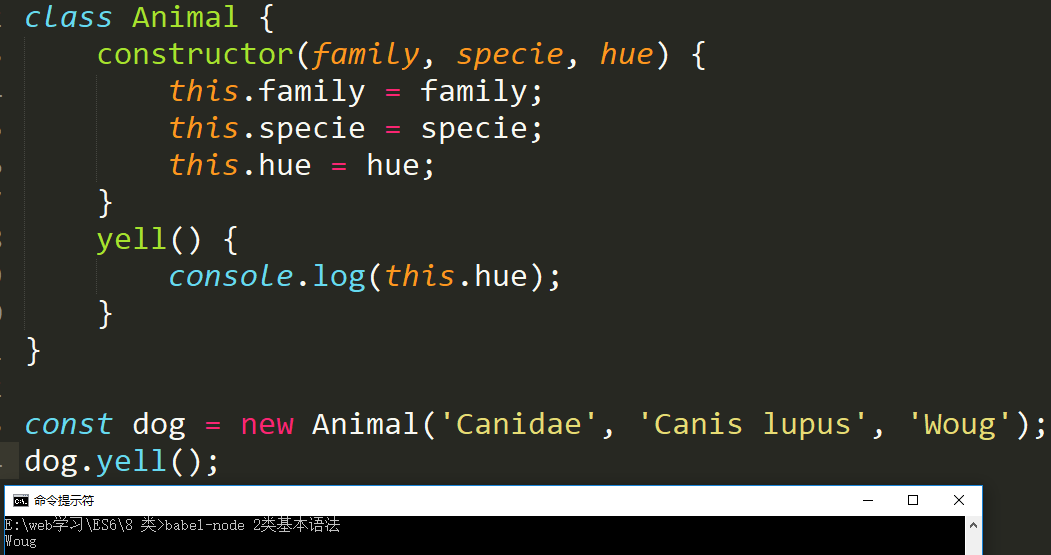 class Animal {
constructor(family, specie, hue) {
this.family = family;
this.specie = specie;
this.hue = hue;
}
yell() {
console.log(this.hue);
}
}
const dog = new Animal('Canidae', 'Canis lupus', 'Woug');
dog.yell();
命令提示符
E:\web学习\ES6\8 类>babel-node 2类基本语法
Woug